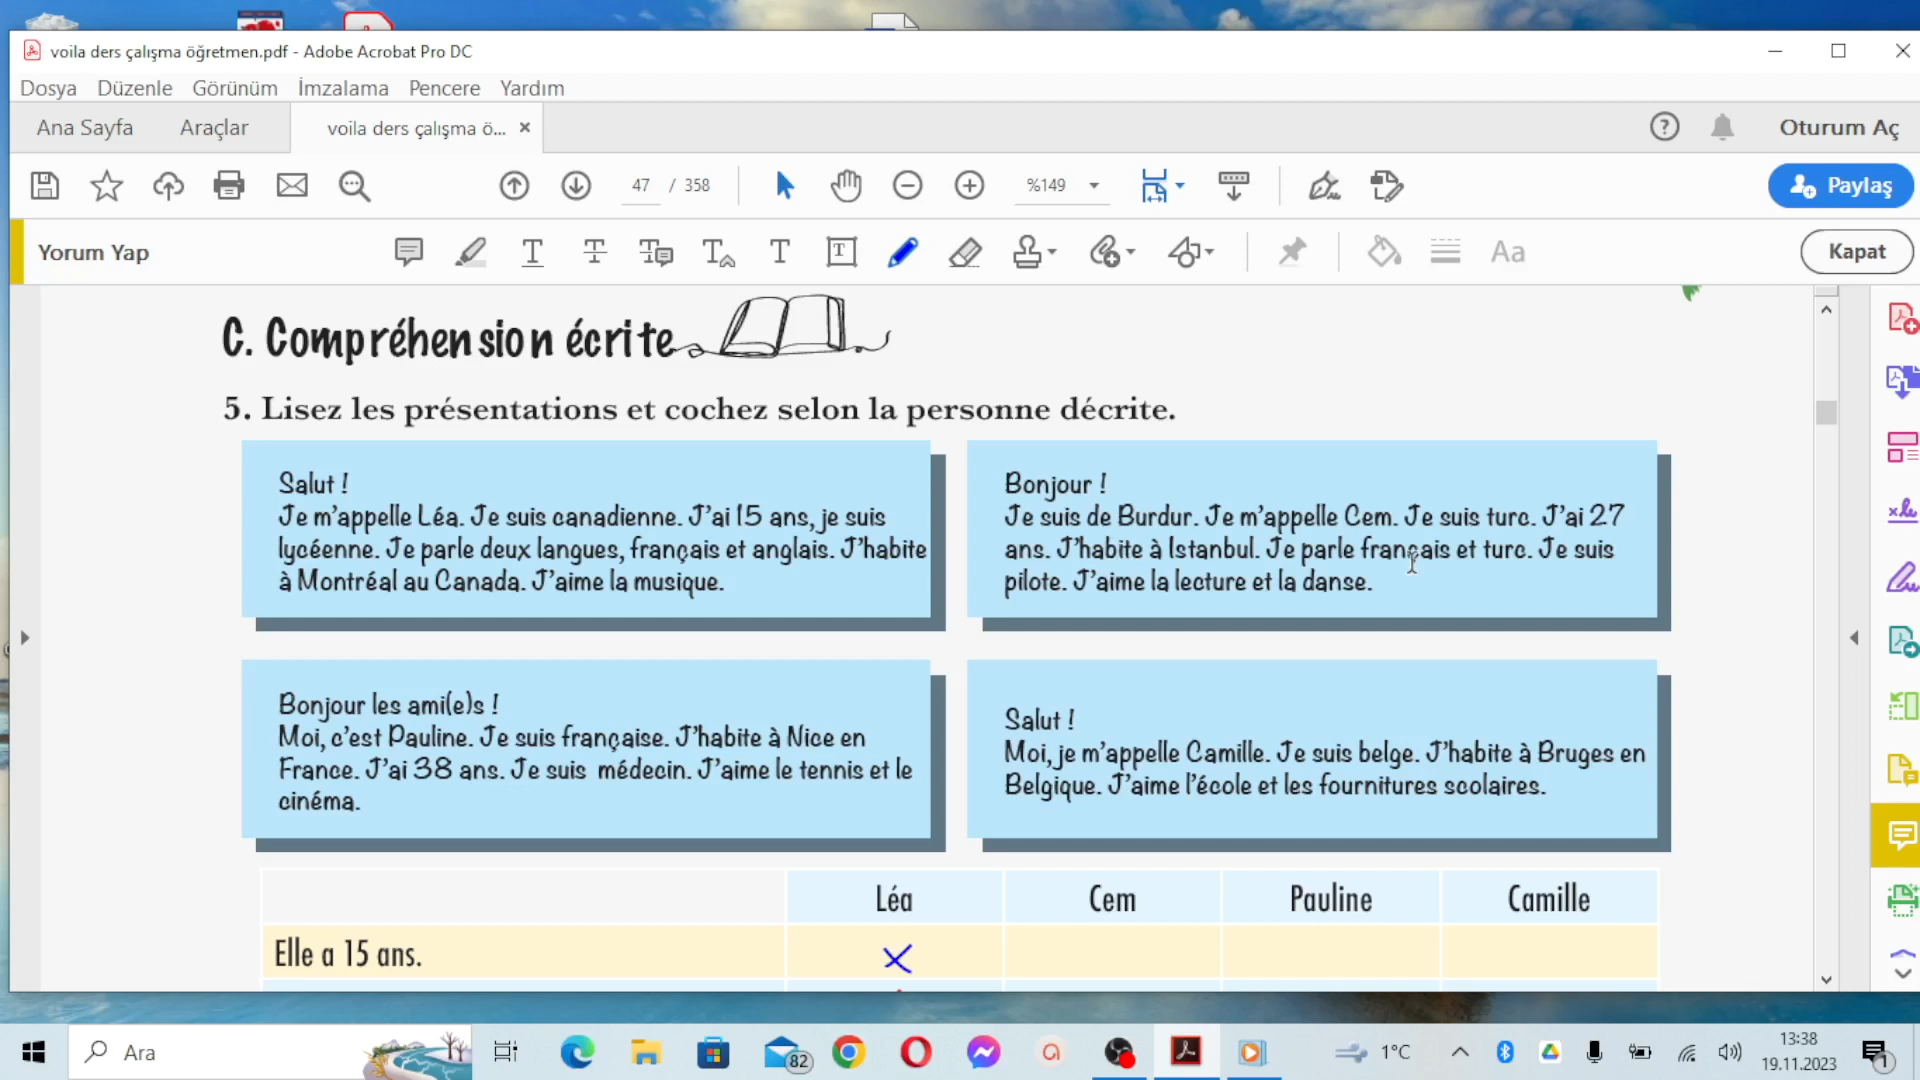 voila ders çalışma öğretmen.pdf - Adobe Acrobat Pro DC
Dosya Düzenle Görünüm İmzalama Pencere Yardım
Ana Sayfa Araçlar voila ders çalışma ö... Oturum Aç
47 / 358 %149 Paylaş
Yorum Yap Aa Kapat
C. Compréhension écrite
5. Lisez les présentations et cochez selon la personne décrite.
Salut !
Je m'appelle Léa. Je suis canadienne. J'ai 15 ans, je suis
lycéenne. Je parle deux langues, français et anglais. J'habite
à Montréal au Canada. J'aime la musique.
Bonjour !
Je suis de Burdur. Je m'appelle Cem. Je suis turc. J'ai 27
ans. J'habite à Istanbul. Je parle français et turc. Je suis
pilote. J'aime la lecture et la danse.
Bonjour les ami(e)s !
Moi, c'est Pauline. Je suis française. J'habite à Nice en
France. J'ai 38 ans. Je suis médecin. J'aime le tennis et le
cinéma.
Salut !
Moi, je m'appelle Camille. Je suis belge. J'habite à Bruges en
Belgique. J'aime l'école et les fournitures scolaires.
Léa Cem Pauline Camille
Elle a 15 ans.
Ara
82
1°C
13:38
19.11.2023
1